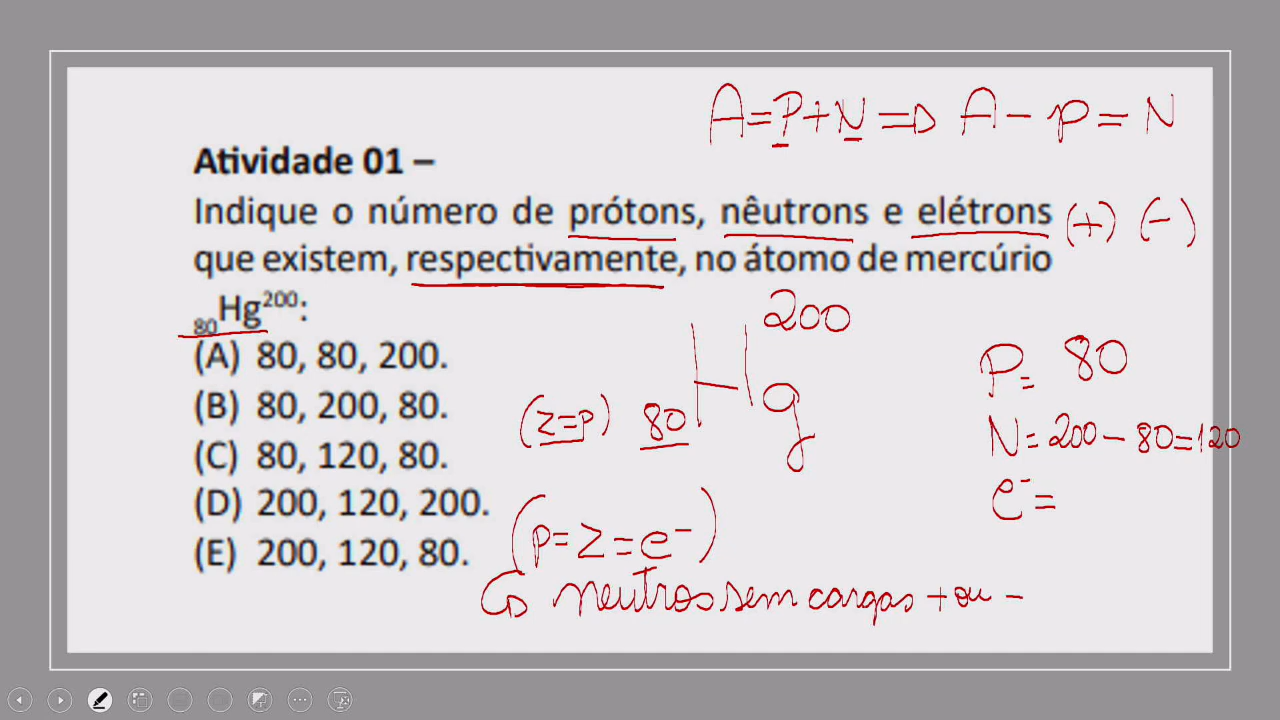 A = P + N => A - p = N
Atividade 01 –
Indique o número de prótons, nêutrons e elétrons (+) (-)
que existem, respectivamente, no átomo de mercúrio
80Hg200:
(A) 80, 80, 200.
(B) 80, 200, 80.
(C) 80, 120, 80.
(D) 200, 120, 200.
(E) 200, 120, 80.
200
(z=p) 80 Hg
P = 80
N = 200 - 80 = 120
e- =
(p = z = e-)
neutros sem cargas + ou -